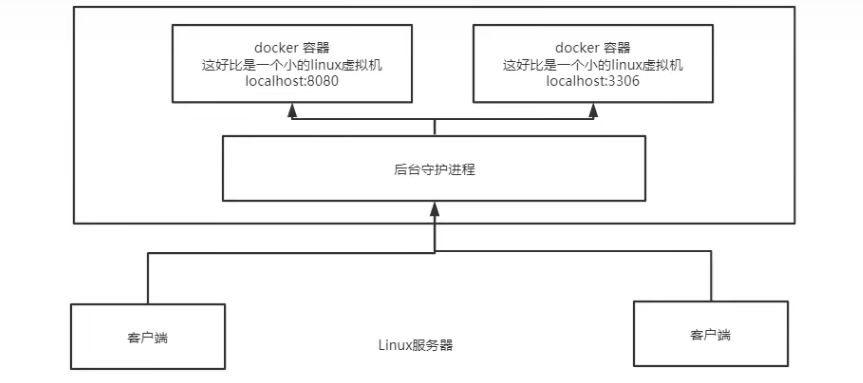 docker 容器
这好比是一个小的linux虚拟机
localhost:8080
docker 容器
这好比是一个小的linux虚拟机
localhost:3306
后台守护进程
客户端
Linux服务器
客户端